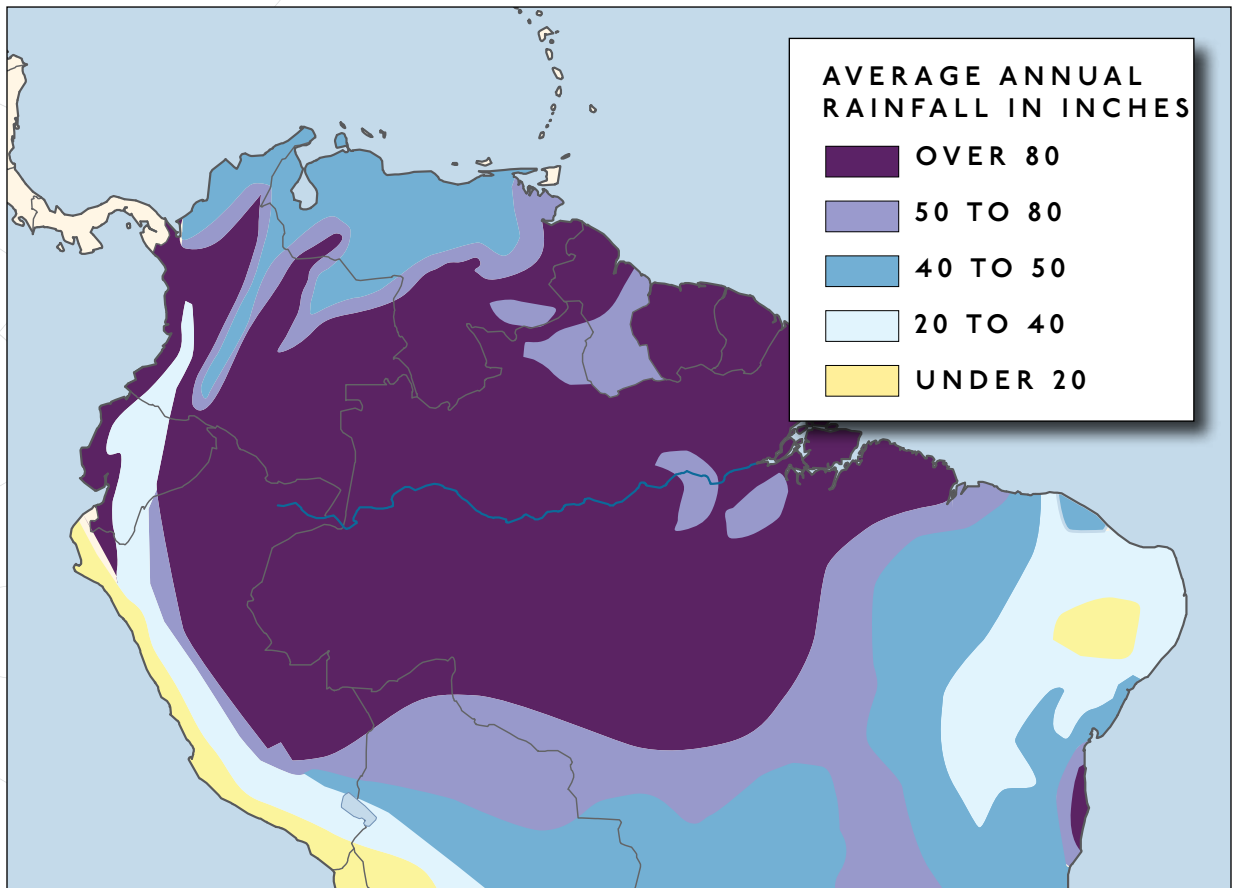 AVERAGE ANNUAL
RAINFALL IN INCHES
OVER 80
50 TO 80
40 TO 50
20 TO 40
UNDER 20